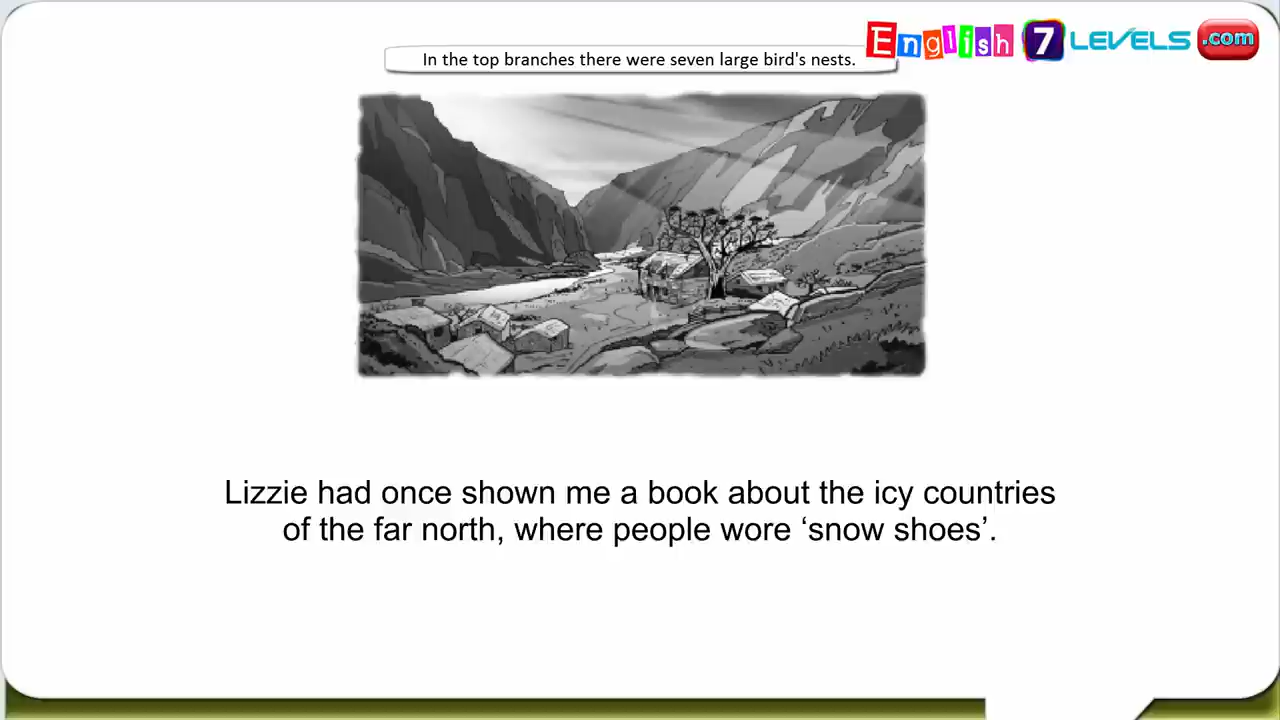 English 7 LEVELS .com
In the top branches there were seven large bird's nests.
Lizzie had once shown me a book about the icy countries
of the far north, where people wore ‘snow shoes’.